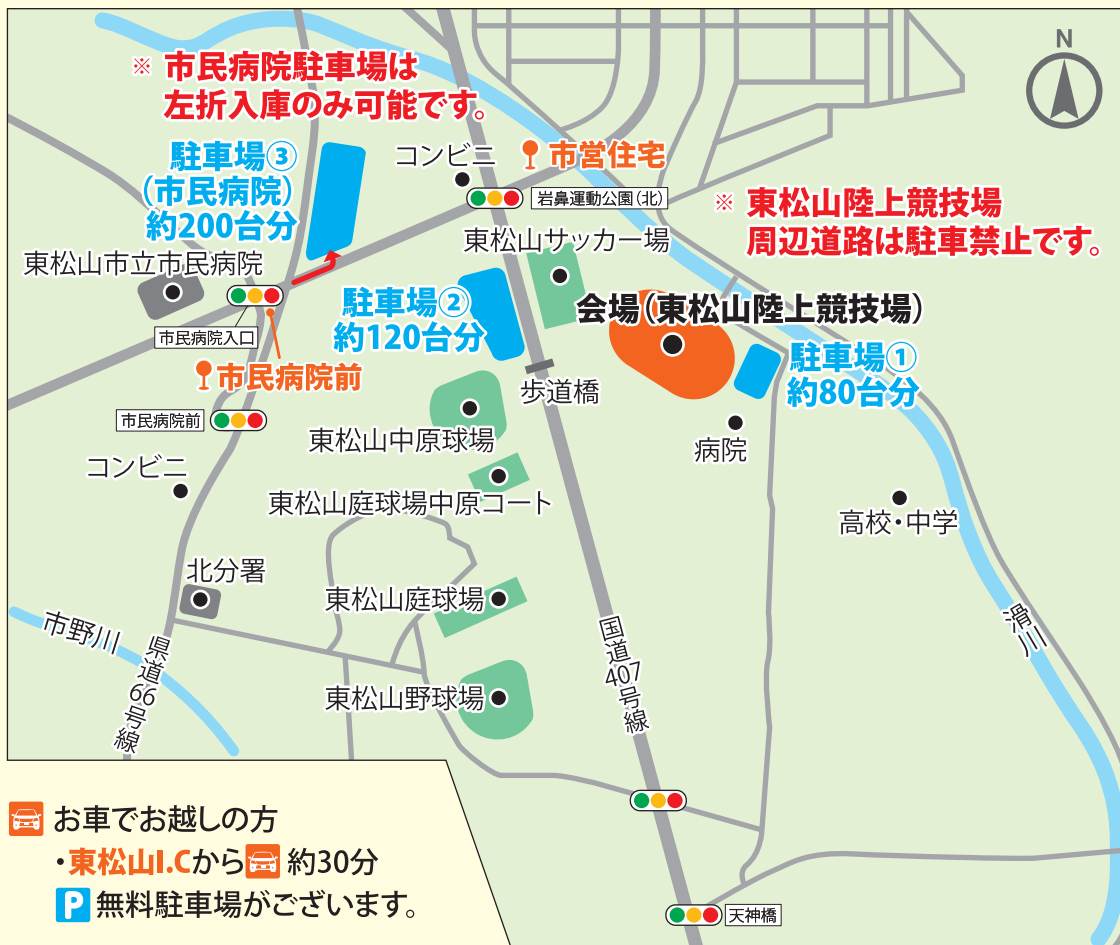 N
※ 市民病院駐車場は
左折入庫のみ可能です。
駐車場③
(市民病院)
約200台分
コンビニ
市営住宅
岩鼻運動公園(北)
※ 東松山陸上競技場
周辺道路は駐車禁止です。
東松山サッカー場
東松山市立市民病院
駐車場②
約120台分
会場(東松山陸上競技場)
市民病院入口
駐車場①
約80台分
市民病院前
歩道橋
市民病院前
東松山中原球場
病院
コンビニ
東松山庭球場中原コート
高校・中学
北分署
東松山庭球場
市野川
県道66号線
国道407号線
滑川
東松山野球場
お車でお越しの方
・東松山I.Cから 約30分
P 無料駐車場がございます。
天神橋